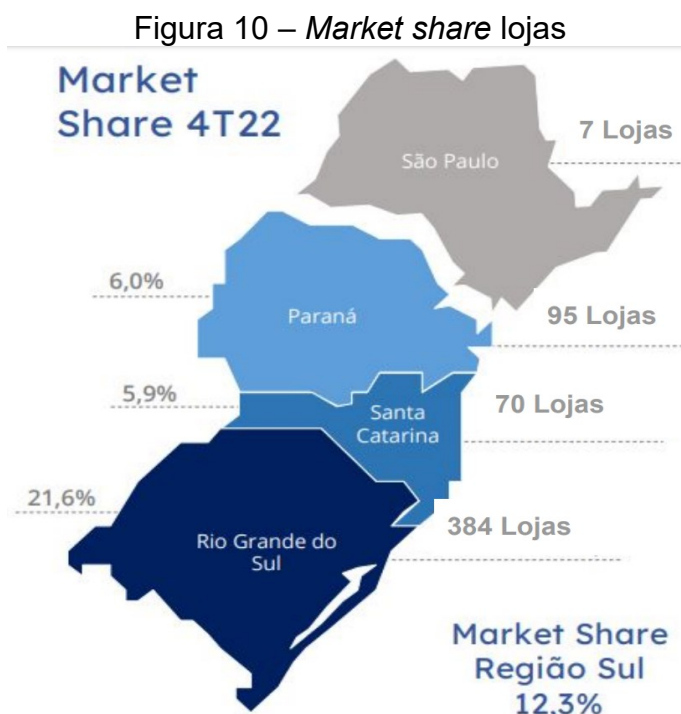 Figura 10 – Market share lojas
Market
Share 4T22
7 Lojas
São Paulo
6,0%
Paraná
95 Lojas
5,9%
70 Lojas
Santa
Catarina
21,6%
384 Lojas
Rio Grande do
Sul
Market Share
Região Sul
12,3%